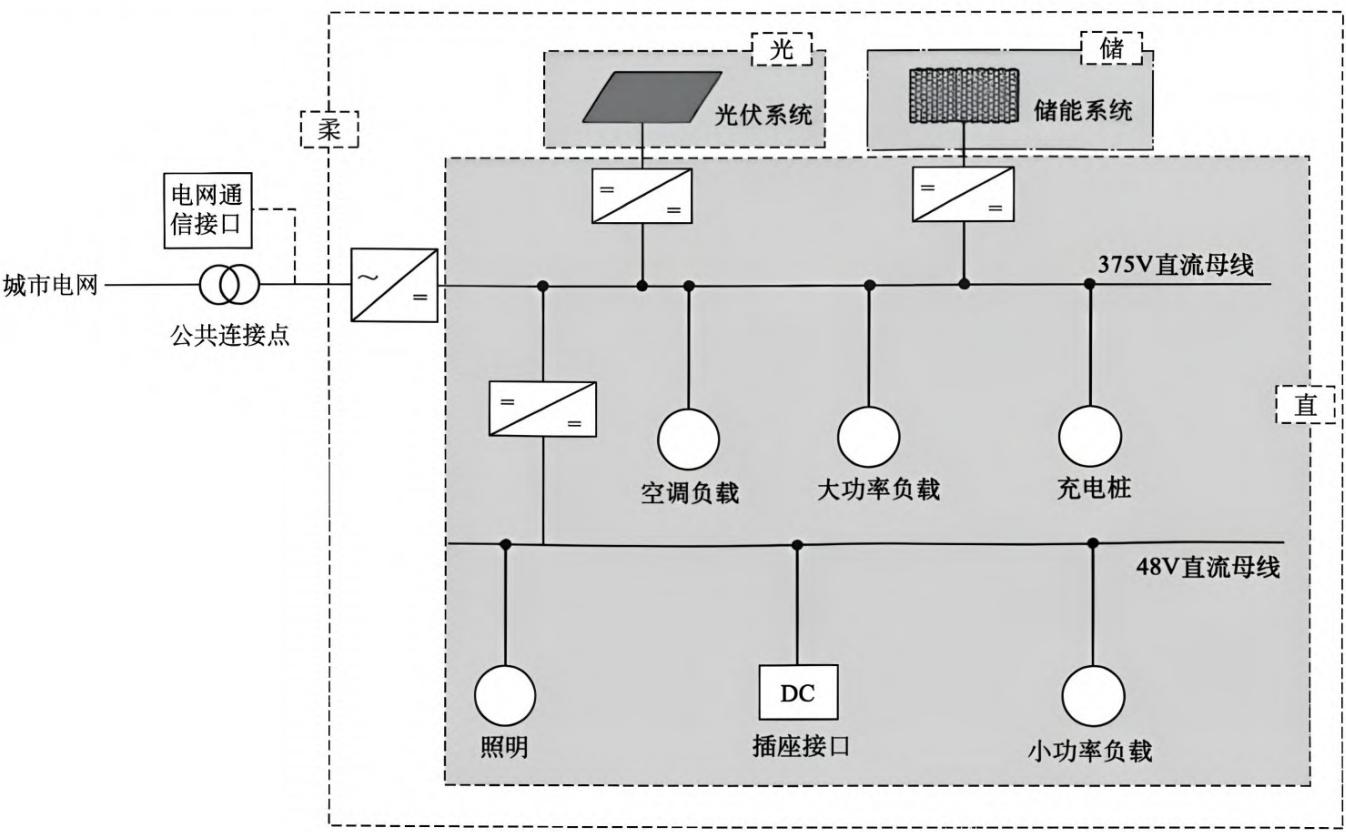 光
储
光伏系统
储能系统
柔
电网通
信接口
=
=
=
=
375V直流母线
城市电网
~
=
公共连接点
=
=
直
空调负载
大功率负载
充电桩
48V直流母线
DC
照明
插座接口
小功率负载